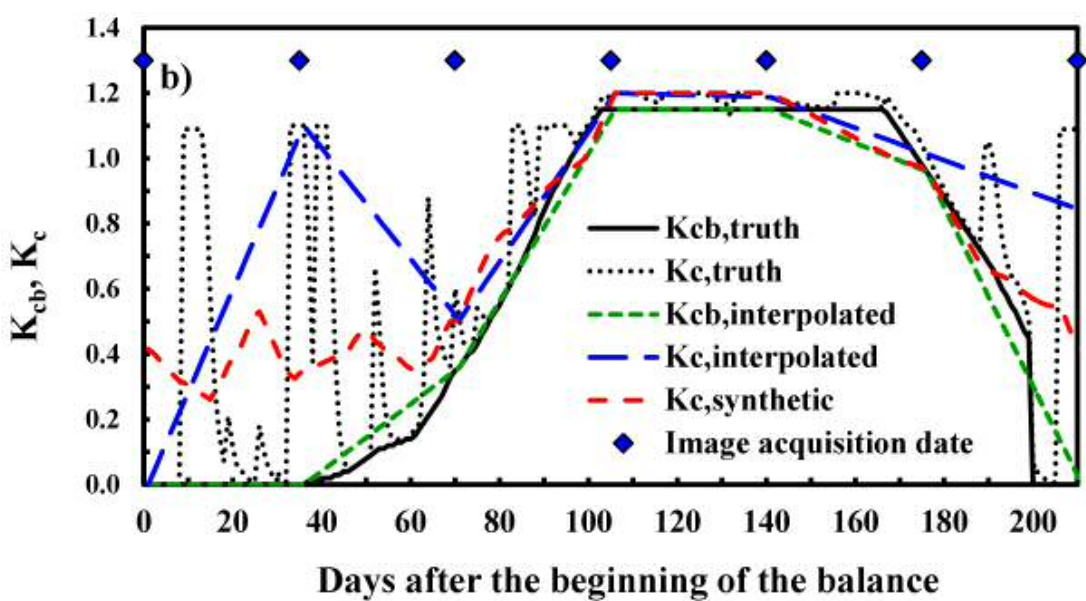 1.4
b)
1.2
1.0
0.8
0.6
0.4
0.2
0.0
Kcb, Kc
Kcb,truth
Kc,truth
Kcb,interpolated
Kc,interpolated
Kc,synthetic
Image acquisition date
0 20 40 60 80 100 120 140 160 180 200
Days after the beginning of the balance